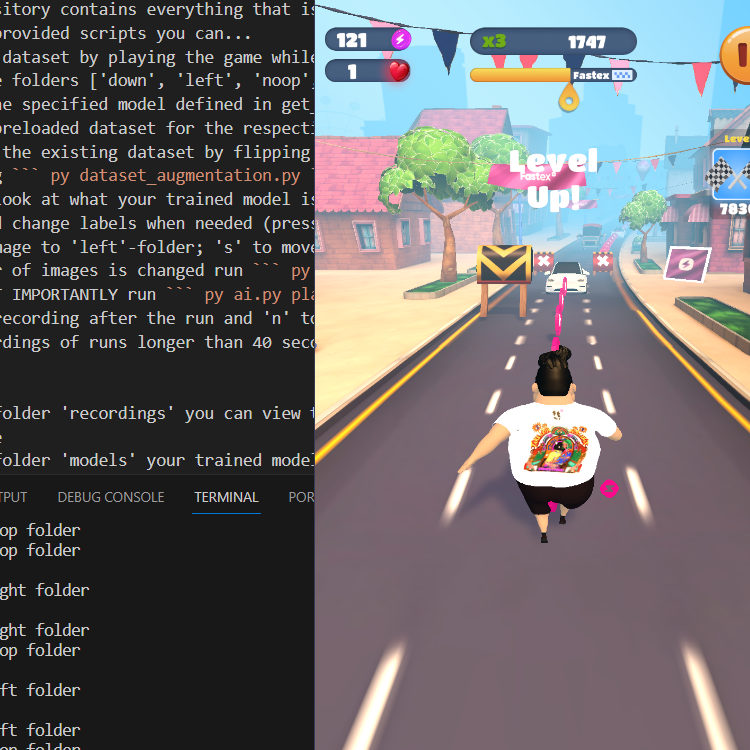 sitory contains everything that is
provided scripts you can...
dataset by playing the game while
e folders ['down', 'left', 'noop',
he specified model defined in get_
preloaded dataset for the respecti
the existing dataset by flipping
g ``` py dataset_augmentation.py `
look at what your trained model is
d change labels when needed (press
mage to 'left'-folder; 's' to move
r of images is changed run ``` py
T IMPORTANTLY run ``` py ai.py pla
recording after the run and 'n' to
rdings of runs longer than 40 seco
folder 'recordings' you can view t
e
folder 'models' your trained model
TPUT DEBUG CONSOLE TERMINAL POR
op folder
op folder
ght folder
ght folder
op folder
ft folder
ft folder
op folder
121
x3 1747
1
Fastex
Level
Fastex
Up!
Leve
7830